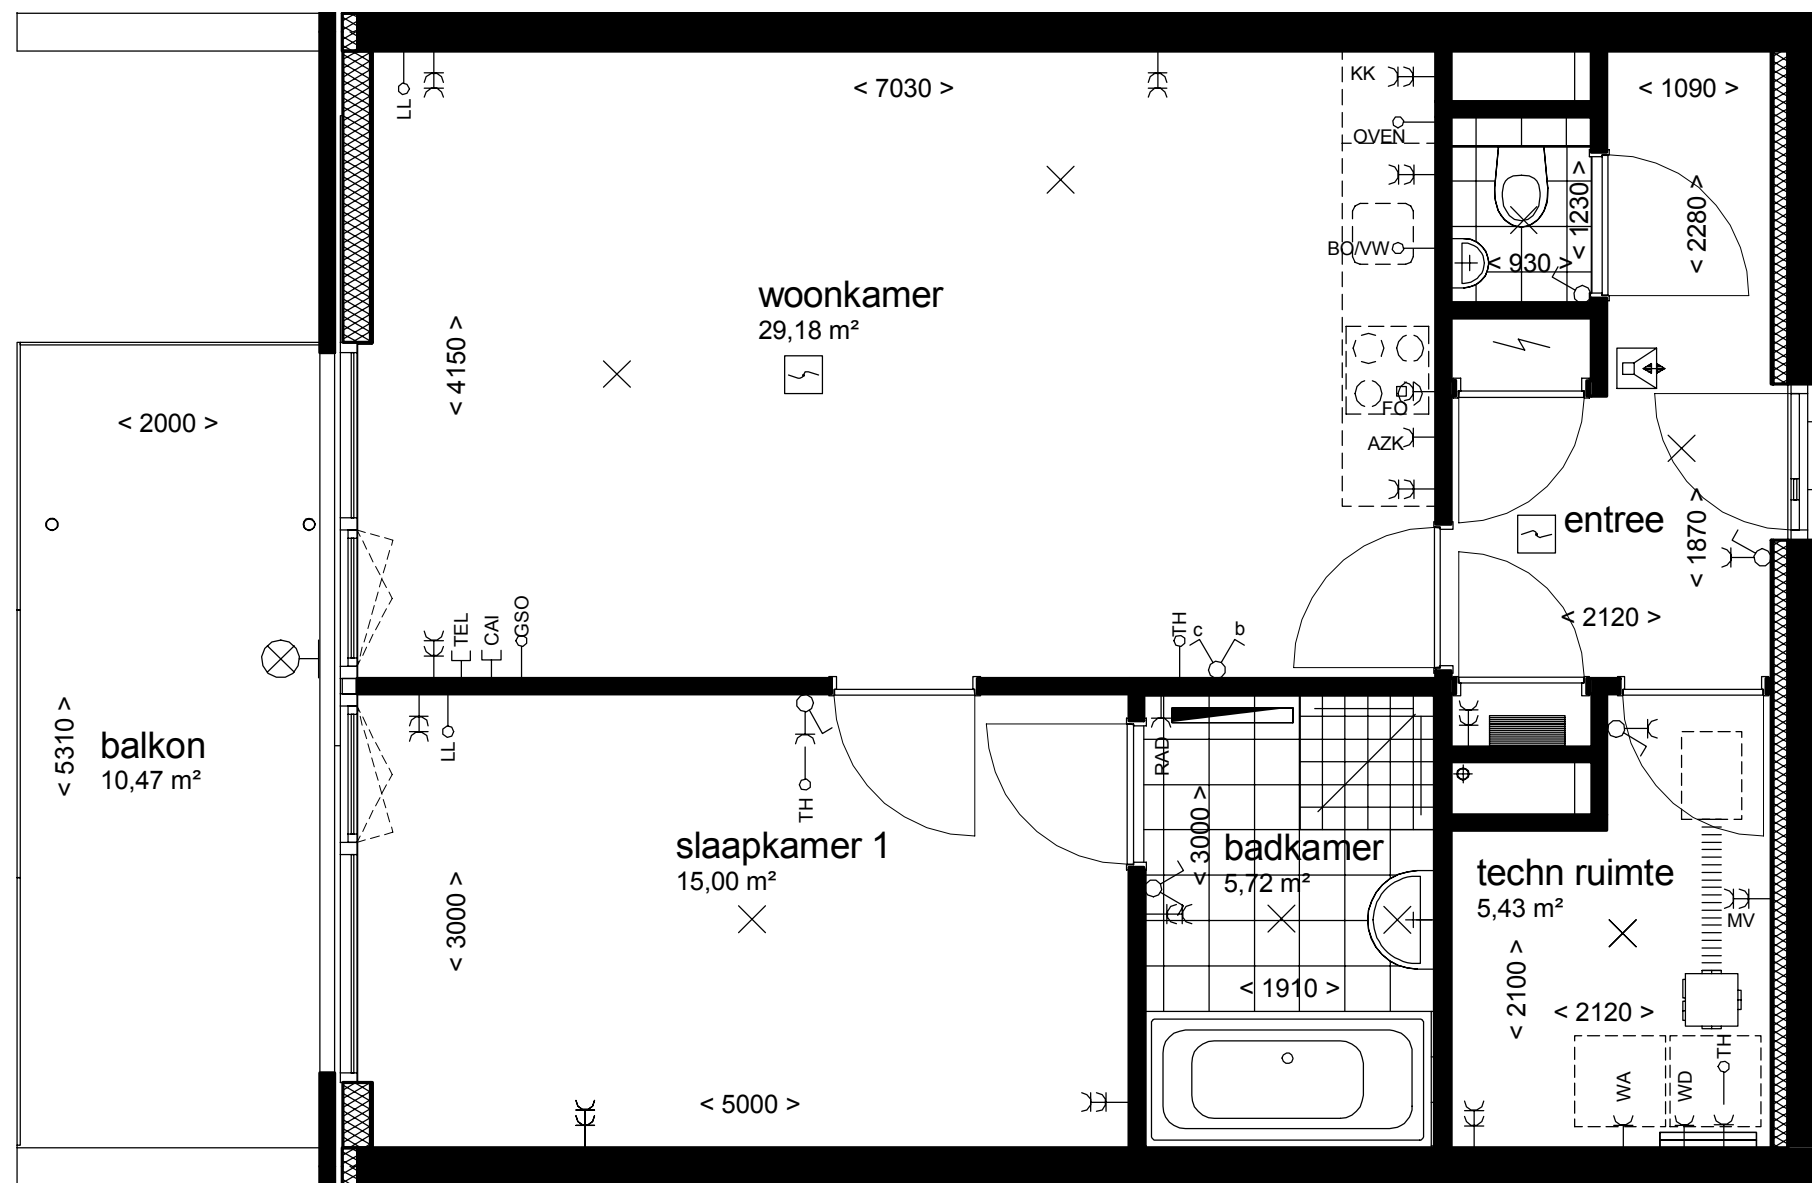 LL
< 7030 >
KK
< 1090 >
OVEN
< 1230 >
< 2280 >
BO/VW
< 930 >
woonkamer
29,18 m²
< 4150 >
FO
AZK
< 2000 >
entree
< 1870 >
< 2120 >
TEL
CAI
GSO
TH
c
b
< 5310 >
balkon
10,47 m²
LL
TH
RAD
< 3000 >
slaapkamer 1
15,00 m²
badkamer
5,72 m²
techn ruimte
5,43 m²
MV
< 3000 >
< 1910 >
< 2100 >
< 2120 >
TH
WA
WD
< 5000 >